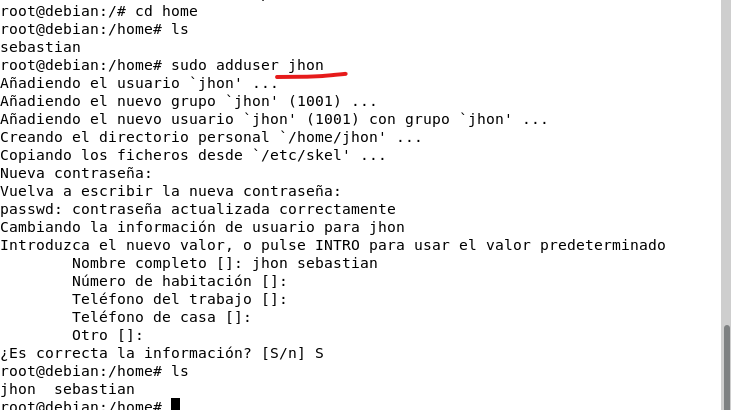 root@debian:/# cd home
root@debian:/home# ls
sebastian
root@debian:/home# sudo adduser jhon
Añadiendo el usuario `jhon' ...
Añadiendo el nuevo grupo `jhon' (1001) ...
Añadiendo el nuevo usuario `jhon' (1001) con grupo `jhon' ...
Creando el directorio personal `/home/jhon' ...
Copiando los ficheros desde `/etc/skel' ...
Nueva contraseña:
Vuelva a escribir la nueva contraseña:
passwd: contraseña actualizada correctamente
Cambiando la información de usuario para jhon
Introduzca el nuevo valor, o pulse INTRO para usar el valor predeterminado
        Nombre completo []: jhon sebastian
        Número de habitación []:
        Teléfono del trabajo []:
        Teléfono de casa []:
        Otro []:
¿Es correcta la información? [S/n] S
root@debian:/home# ls
jhon  sebastian
root@debian:/home#